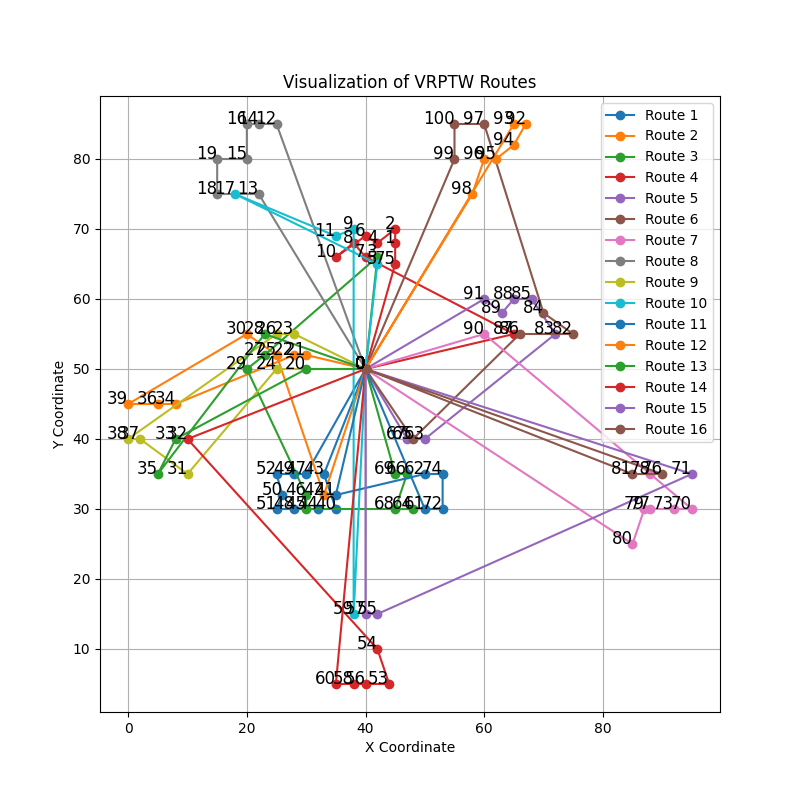 Visualization of VRPTW Routes
Route 1
Route 2
Route 3
Route 4
Route 5
Route 6
Route 7
Route 8
Route 9
Route 10
Route 11
Route 12
Route 13
Route 14
Route 15
Route 16
Y Coordinate
80
70
60
50
40
30
20
10
0 20 40 60 80
X Coordinate
16 14 12
100 97 93 92
94
19 15
99 96 95
18 17 13
98
11 9 6 2
8 4 1
10 7 3
5 75
91 88 85
89 84
30 28 26 23
90 87 86 83 82
27 25 22 21
29 24 20 0
39 36 34
38 37 33 32
67 65 63
35 31
52 49 47 43
69 66 62 74
81 78 76 71
50 46 42 41
51 48 45 44 40
68 64 61 72
79 77 73 70
80
59 57 55
54
60 58 56 53